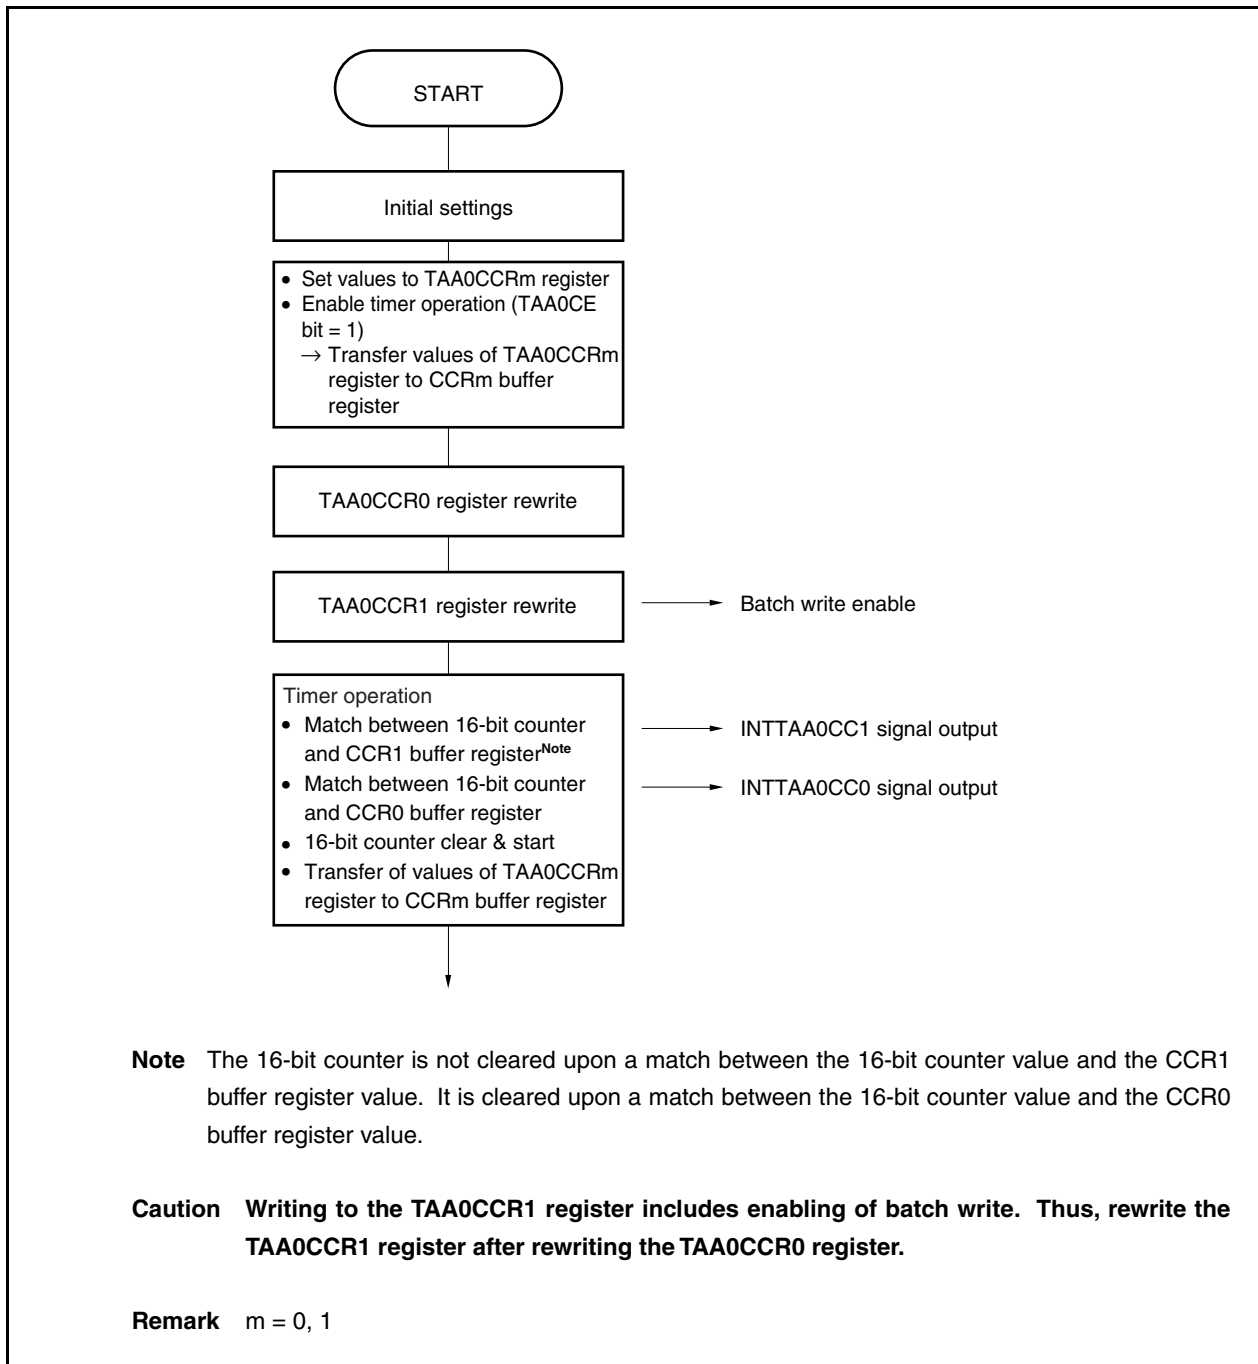 START
Initial settings
• Set values to TAA0CCRm register
• Enable timer operation (TAA0CE
bit = 1)
→ Transfer values of TAA0CCRm
register to CCRm buffer
register
TAA0CCR0 register rewrite
TAA0CCR1 register rewrite
Batch write enable
Timer operation
• Match between 16-bit counter
and CCR1 buffer registerNote
INTTAA0CC1 signal output
• Match between 16-bit counter
and CCR0 buffer register
INTTAA0CC0 signal output
• 16-bit counter clear & start
• Transfer of values of TAA0CCRm
register to CCRm buffer register
Note The 16-bit counter is not cleared upon a match between the 16-bit counter value and the CCR1
buffer register value. It is cleared upon a match between the 16-bit counter value and the CCR0
buffer register value.
Caution Writing to the TAA0CCR1 register includes enabling of batch write. Thus, rewrite the
TAA0CCR1 register after rewriting the TAA0CCR0 register.
Remark m = 0, 1